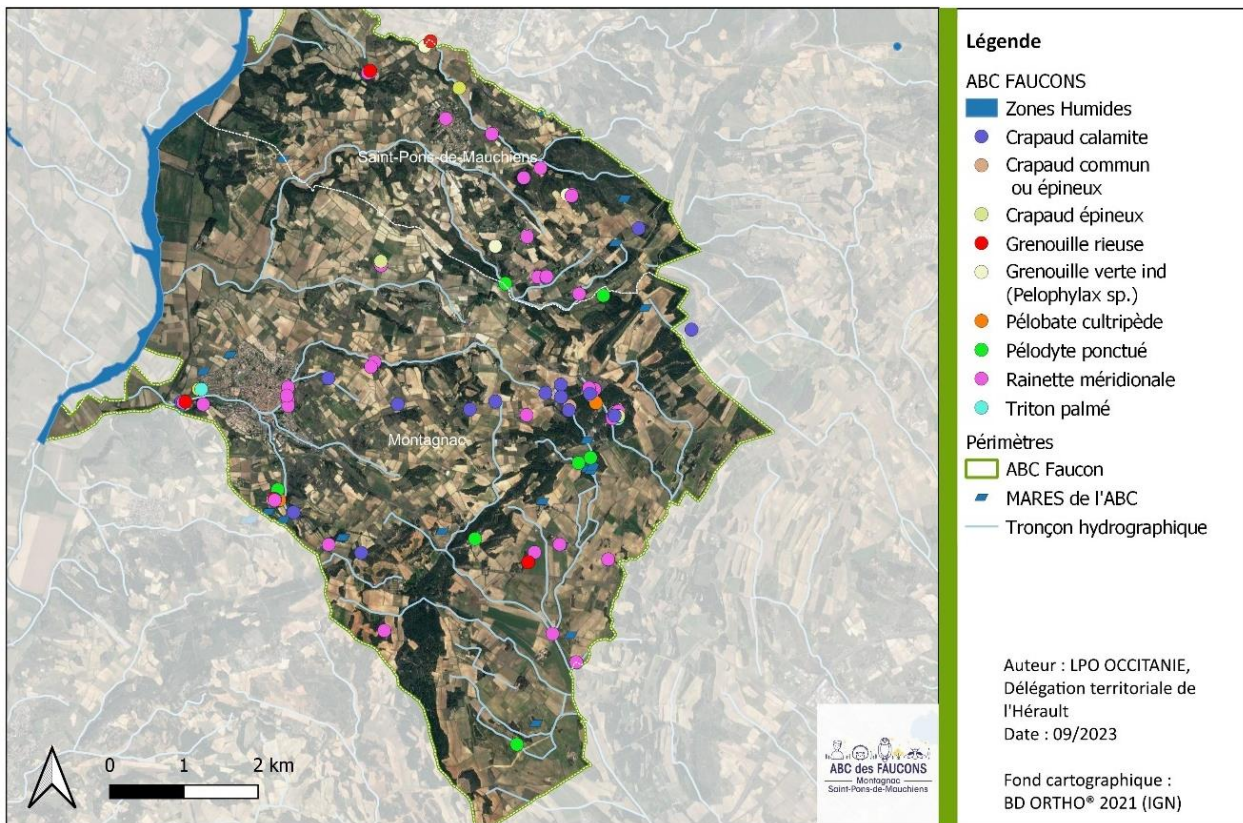 Saint-Pons-de-Mauchiens
Montagnac
0 1 2 km
ABC des FAUCONS
Montagnac
Saint-Pons-de-Mauchiens
Légende
ABC FAUCONS
Zones Humides
Crapaud calamite
Crapaud commun
ou épineux
Crapaud épineux
Grenouille rieuse
Grenouille verte ind
(Pelophylax sp.)
Pélobate cultripède
Pélodyte ponctué
Rainette méridionale
Triton palmé
Périmètres
ABC Faucon
MARES de l'ABC
Tronçon hydrographique
Auteur : LPO OCCITANIE,
Délégation territoriale de
l'Hérault
Date : 09/2023
Fond cartographique :
BD ORTHO® 2021 (IGN)